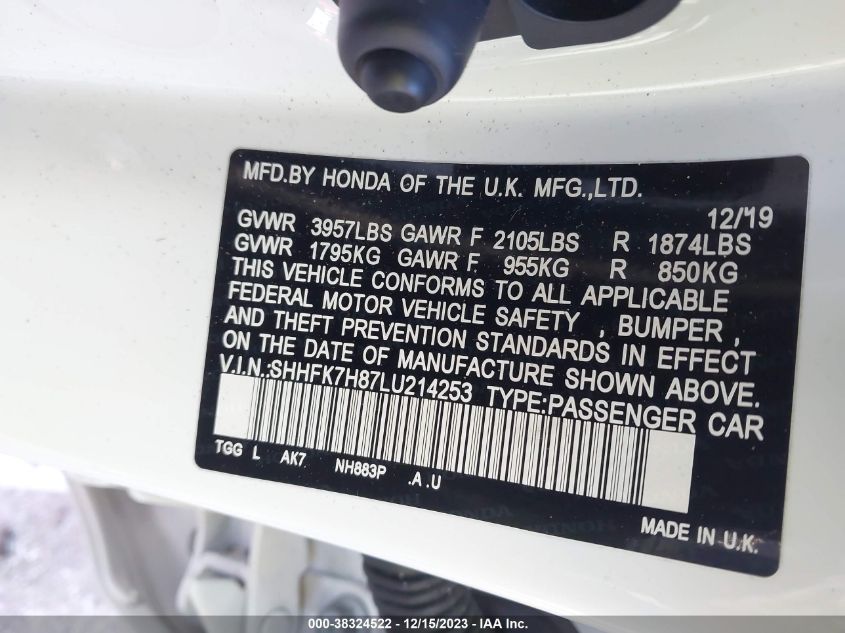 MFD.BY HONDA OF THE U.K. MFG.,LTD.
12/19
GVWR 3957LBS GAWR F 2105LBS R 1874LBS
GVWR 1795KG GAWR F 955KG R 850KG
THIS VEHICLE CONFORMS TO ALL APPLICABLE
FEDERAL MOTOR VEHICLE SAFETY , BUMPER ,
AND THEFT PREVENTION STANDARDS IN EFFECT
ON THE DATE OF MANUFACTURE SHOWN ABOVE.
V.I.N.:SHHFK7H87LU214253 TYPE:PASSENGER CAR
TGG L AK7 NH883P .A.U
MADE IN U.K.
000-38324522 - 12/15/2023 - IMPACT AUCTIONS, Inc.